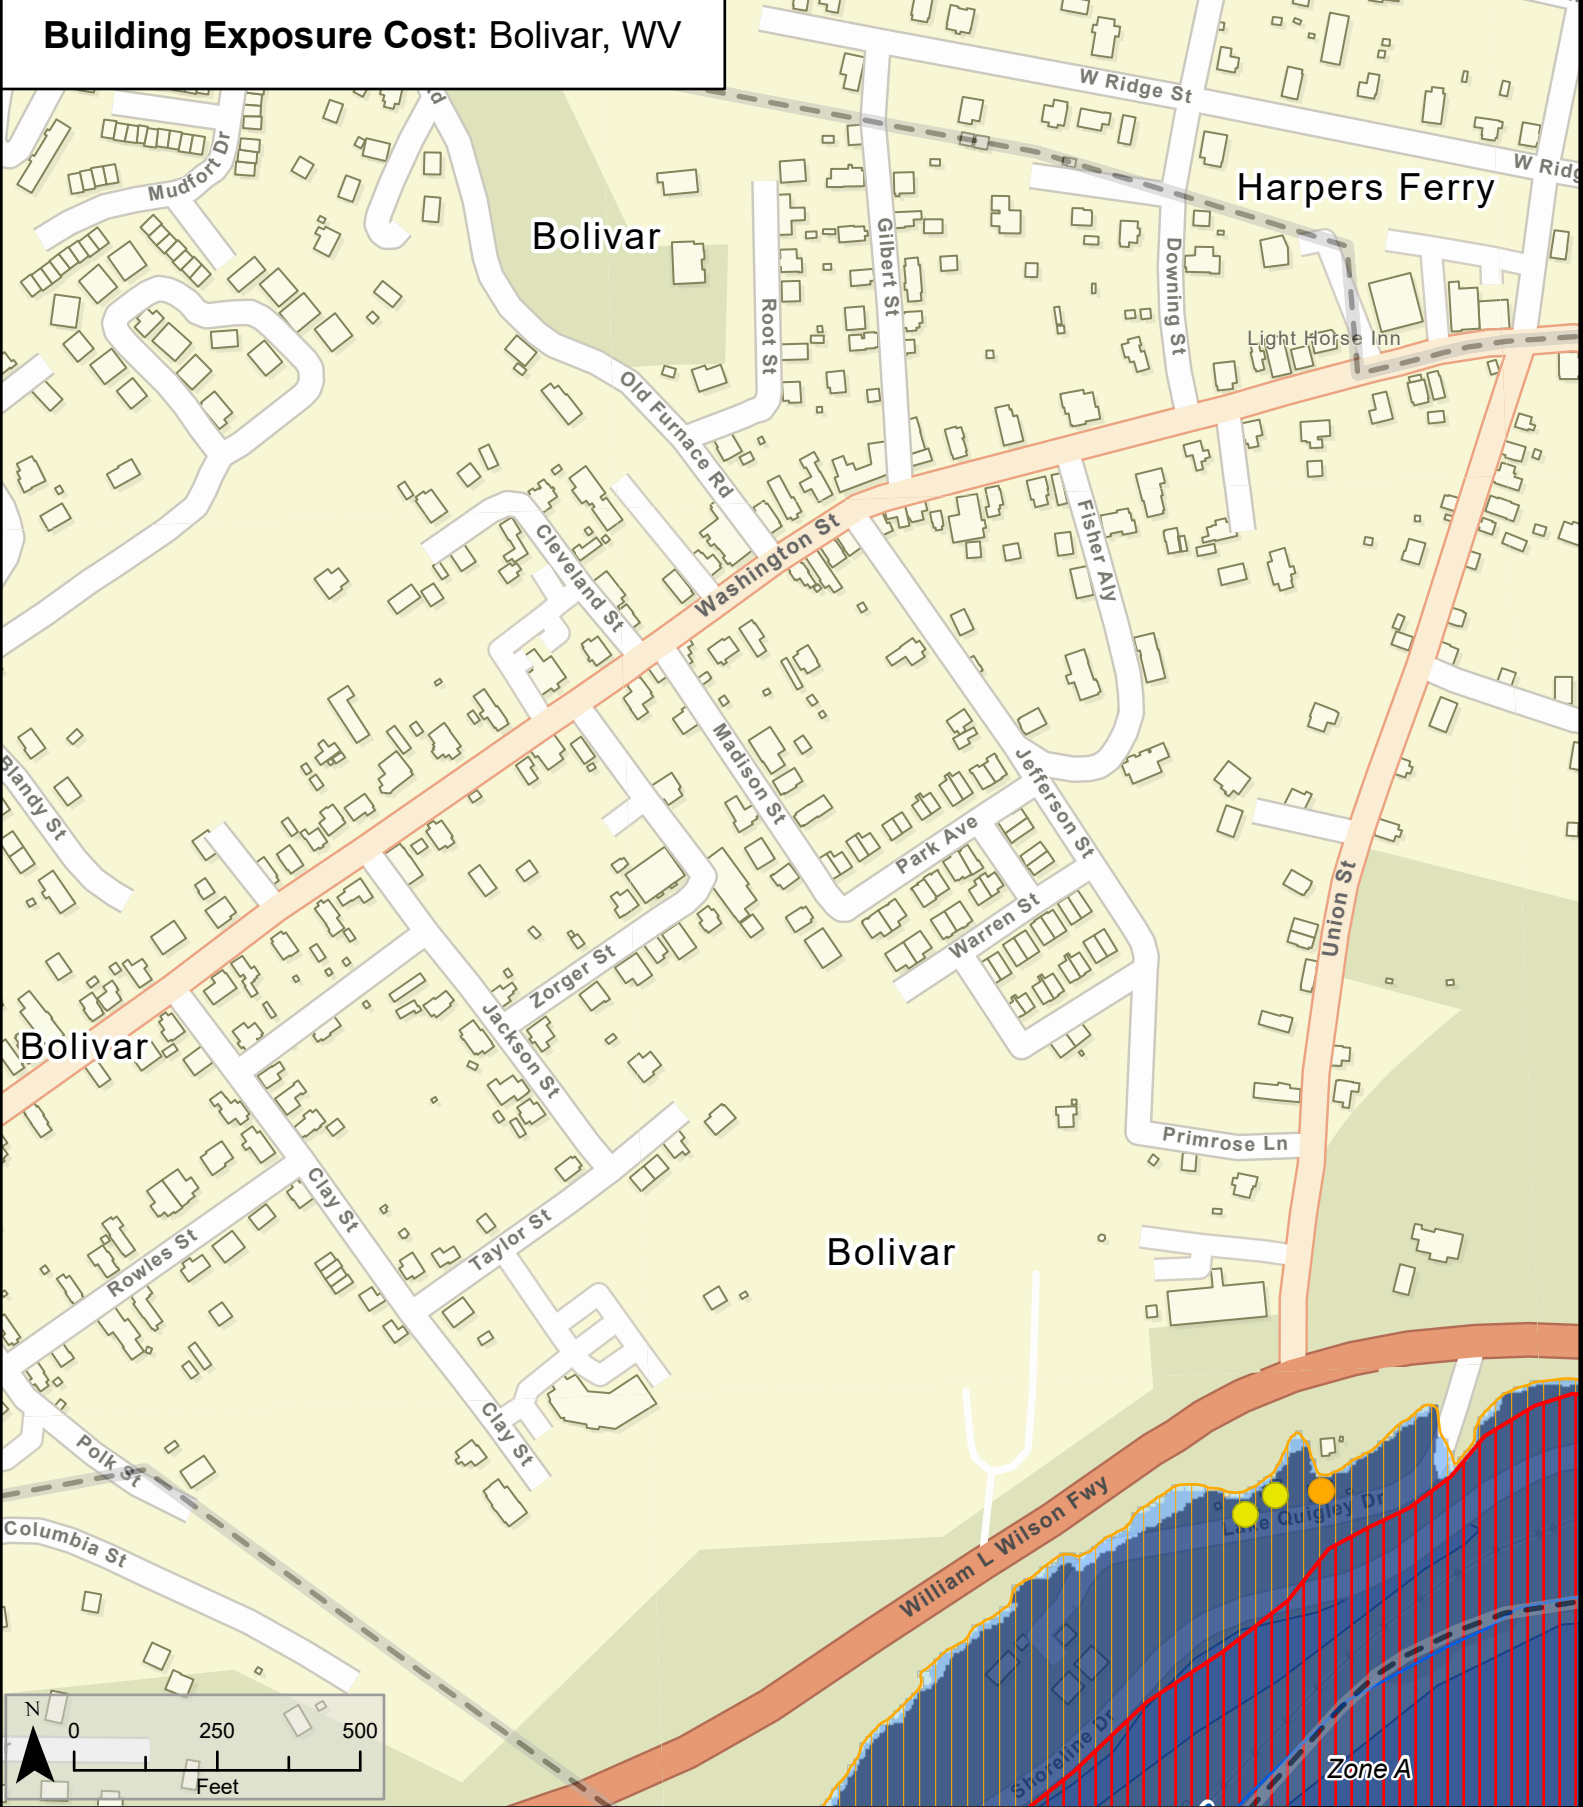 Building Exposure Cost: Bolivar, WV
W Ridge St
W Ridg
Harpers Ferry
Mudfort Dr
Bolivar
Gilbert St
Downing St
Root St
Light Horse Inn
Old Furnace Rd
Washington St
Cleveland St
Fisher Aly
Madison St
Jefferson St
Blandy St
Park Ave
Warren St
Union St
Zorger St
Jackson St
Bolivar
Primrose Ln
Clay St
Rowles St
Taylor St
Bolivar
Clay St
Polk St
Columbia St
William L Wilson Fwy
Lake Quigley Dr
Shoreline Dr
Zone A
N
0 250 500
Feet